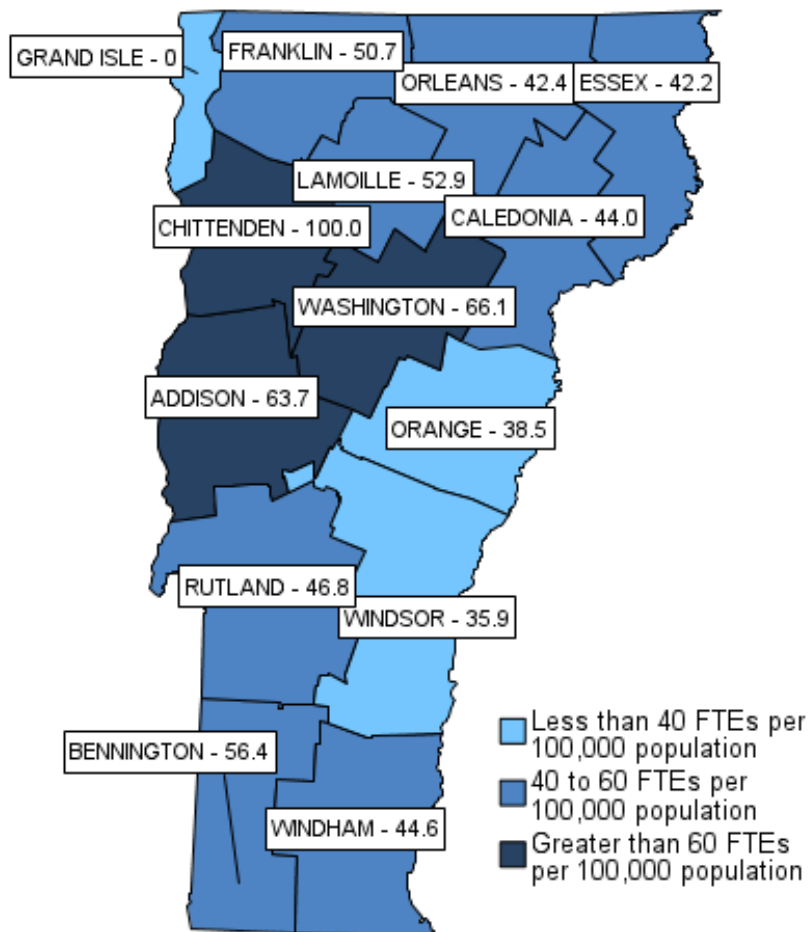 GRAND ISLE - 0
FRANKLIN - 50.7
ORLEANS - 42.4
ESSEX - 42.2
LAMOILLE - 52.9
CHITTENDEN - 100.0
CALEDONIA - 44.0
WASHINGTON - 66.1
ADDISON - 63.7
ORANGE - 38.5
RUTLAND - 46.8
WINDSOR - 35.9
BENNINGTON - 56.4
WINDHAM - 44.6
Less than 40 FTEs per
100,000 population
40 to 60 FTEs per
100,000 population
Greater than 60 FTEs
per 100,000 population